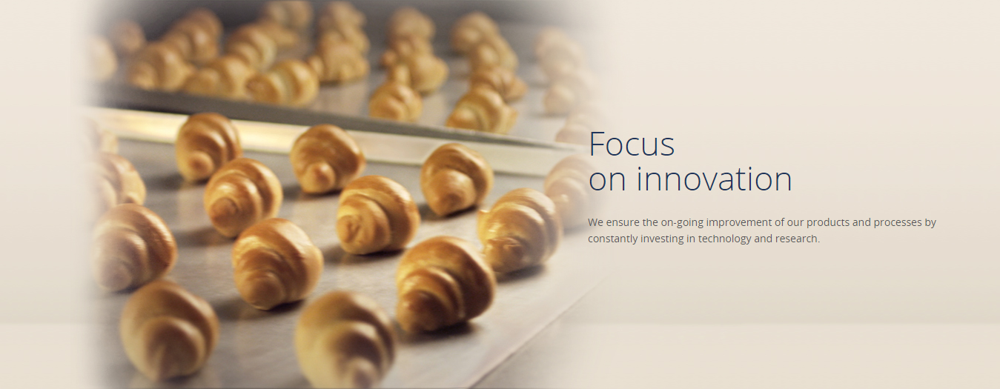 Focus
on innovation
We ensure the on-going improvement of our products and processes by
constantly investing in technology and research.